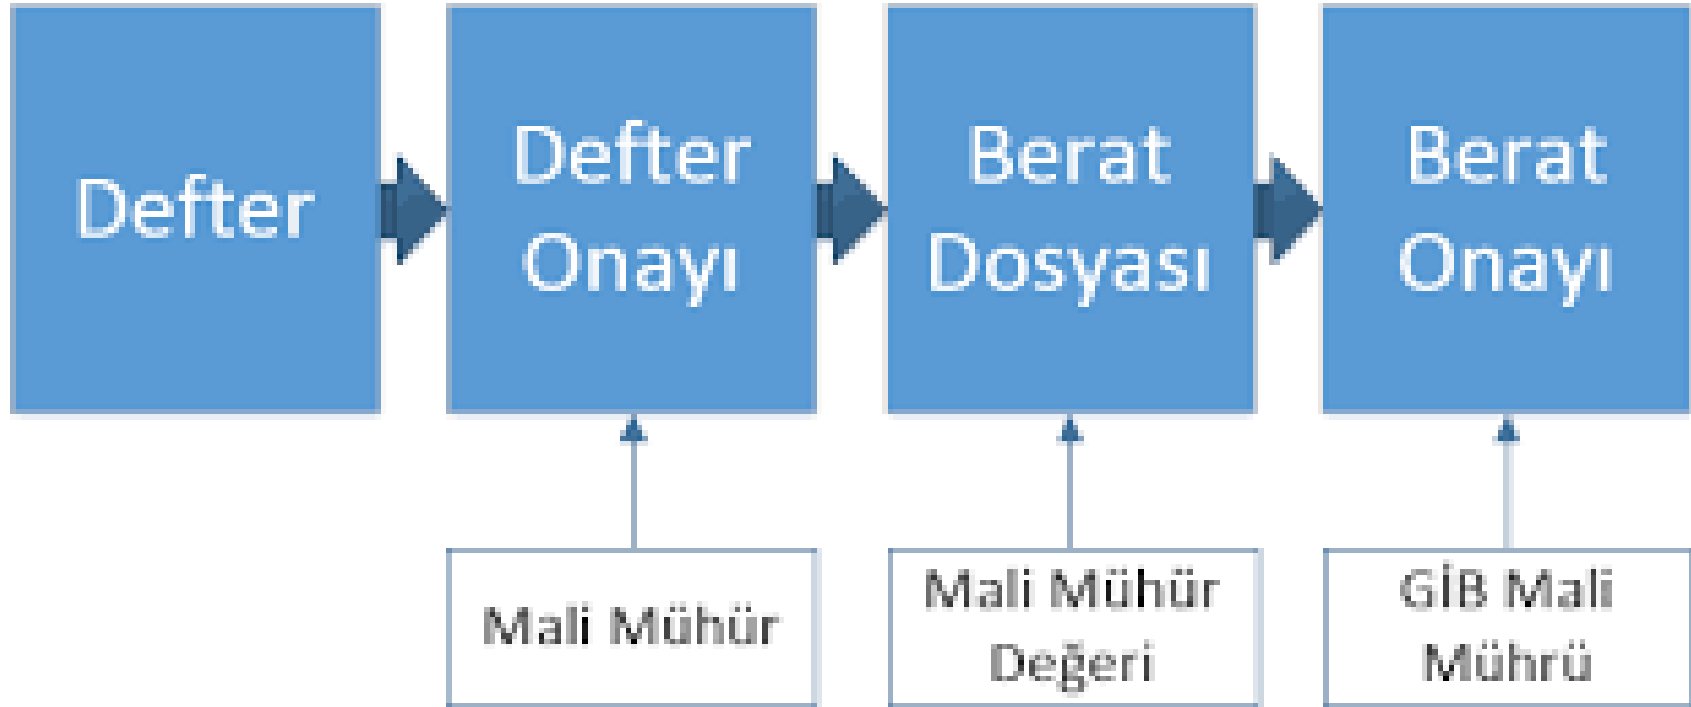 Defter
Defter
Onayı
Berat
Dosyası
Berat
Onayı
Mali Mühür
Mali Mühür
Değeri
GİB Mali
Mührü